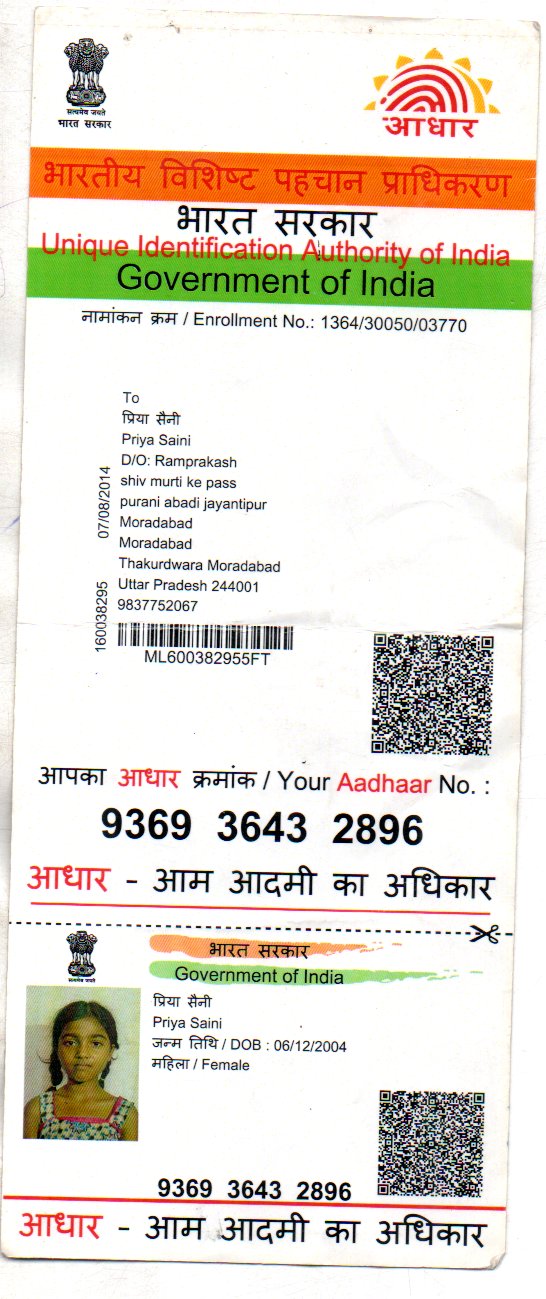 सत्यमेव जयते
भारत सरकार
आधार
भारतीय विशिष्ट पहचान प्राधिकरण
भारत सरकार
Unique Identification Authority of India
Government of India
नामांकन क्रम / Enrollment No.: 1364/30050/03770
To
प्रिया सैनी
Priya Saini
D/O: Ramprakash
shiv murti ke pass
purani abadi jayantipur
Moradabad
Moradabad
Thakurdwara Moradabad
Uttar Pradesh 244001
9837752067
07/08/2014
160038295
ML600382955FT
आपका आधार क्रमांक / Your Aadhaar No. :
9369 3643 2896
आधार - आम आदमी का अधिकार
सत्यमेव जयते
भारत सरकार
Government of India
प्रिया सैनी
Priya Saini
जन्म तिथि / DOB : 06/12/2004
महिला / Female
9369 3643 2896
आधार - आम आदमी का अधिकार